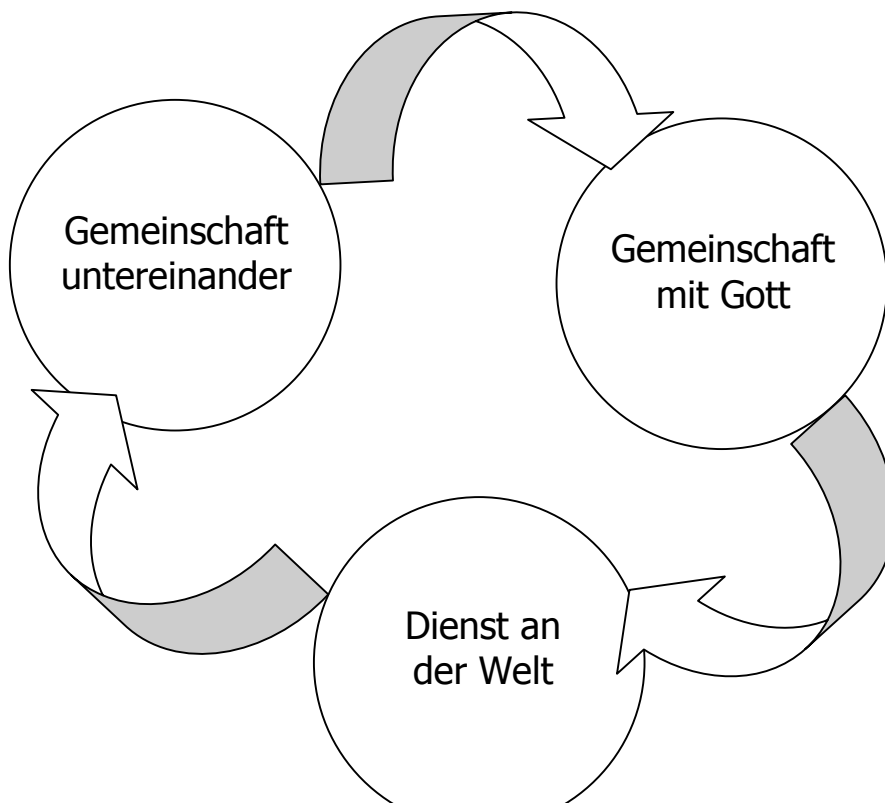 Gemeinschaft
untereinander
Gemeinschaft
mit Gott
Dienst an
der Welt